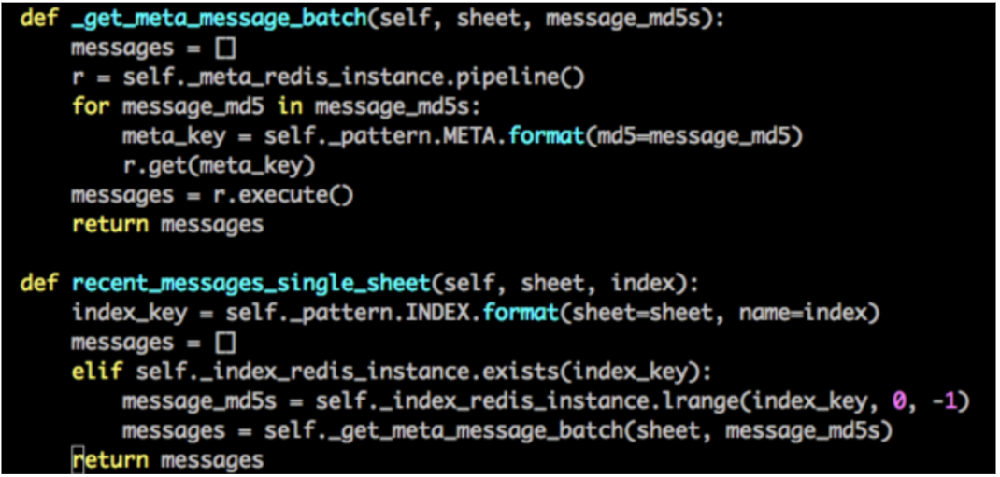 def _get_meta_message_batch(self, sheet, message_md5s):
    messages = []
    r = self._meta_redis_instance.pipeline()
    for message_md5 in message_md5s:
        meta_key = self._pattern.META.format(md5=message_md5)
        r.get(meta_key)
    messages = r.execute()
    return messages

def recent_messages_single_sheet(self, sheet, index):
    index_key = self._pattern.INDEX.format(sheet=sheet, name=index)
    messages = []
    elif self._index_redis_instance.exists(index_key):
        message_md5s = self._index_redis_instance.lrange(index_key, 0, -1)
        messages = self._get_meta_message_batch(sheet, message_md5s)
    return messages